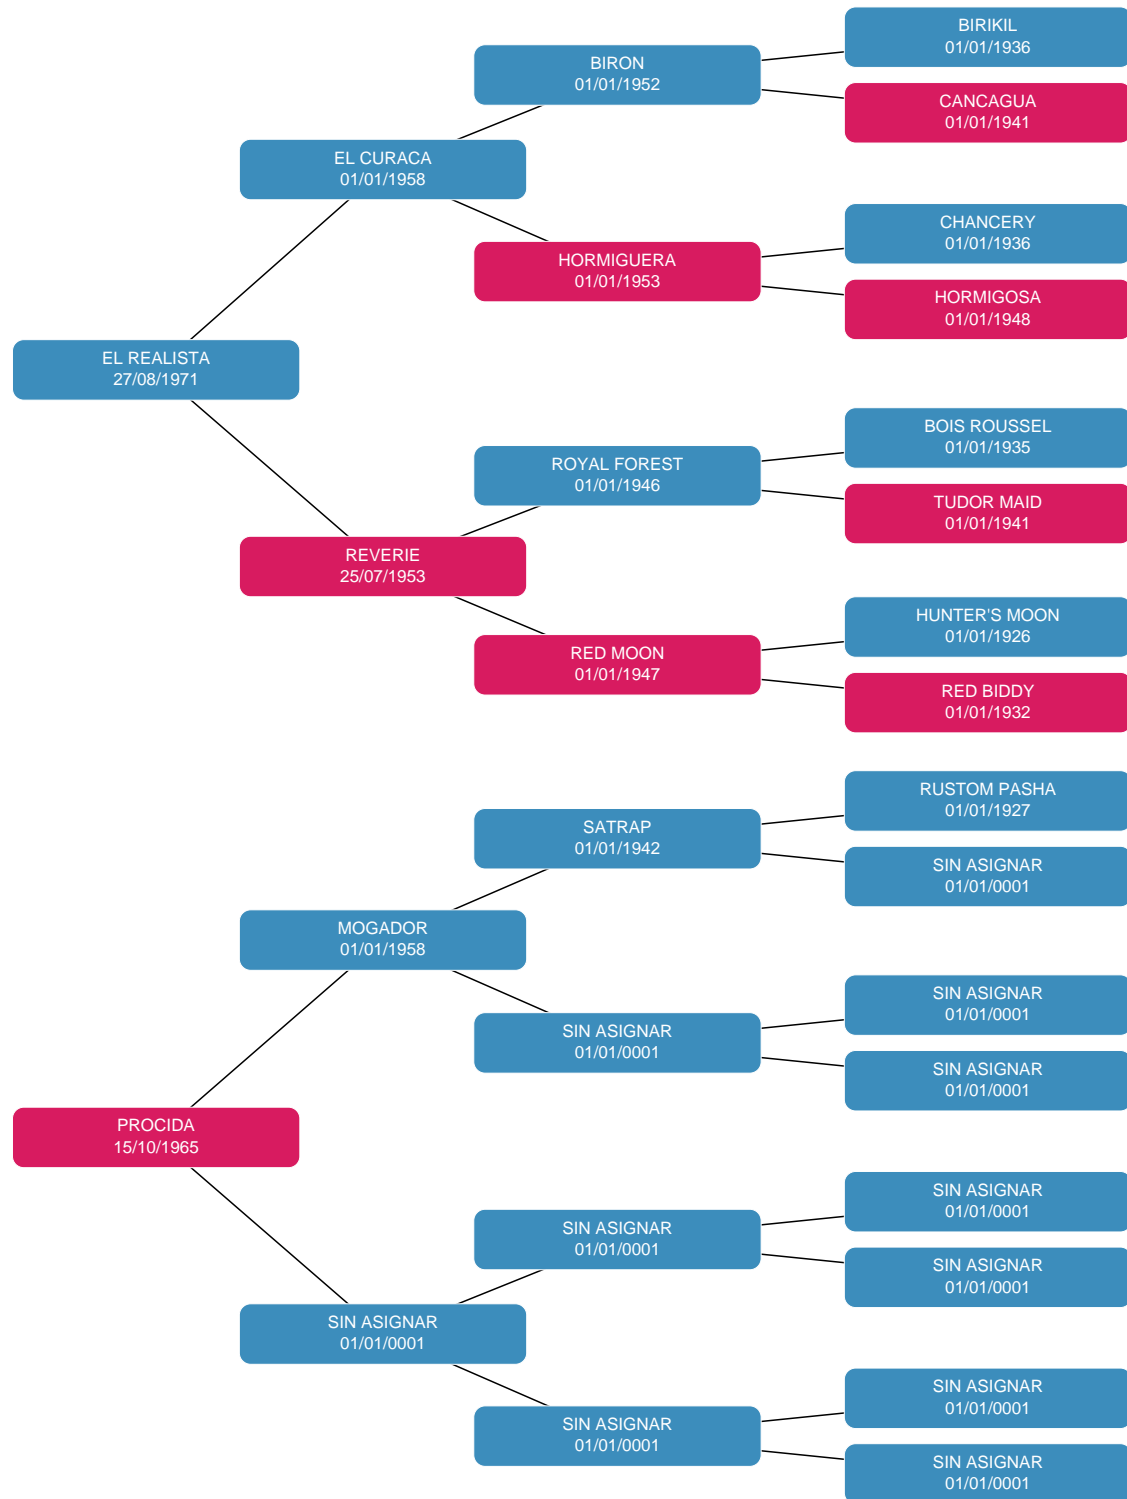 BIRIKIL
01/01/1936
BIRON
01/01/1952
CANCAGUA
01/01/1941
EL CURACA
01/01/1958
CHANCERY
01/01/1936
HORMIGUERA
01/01/1953
HORMIGOSA
01/01/1948
EL REALISTA
27/08/1971
BOIS ROUSSEL
01/01/1935
ROYAL FOREST
01/01/1946
TUDOR MAID
01/01/1941
REVERIE
25/07/1953
HUNTER'S MOON
01/01/1926
RED MOON
01/01/1947
RED BIDDY
01/01/1932
RUSTOM PASHA
01/01/1927
SATRAP
01/01/1942
SIN ASIGNAR
01/01/0001
MOGADOR
01/01/1958
SIN ASIGNAR
01/01/0001
SIN ASIGNAR
01/01/0001
SIN ASIGNAR
01/01/0001
PROCIDA
15/10/1965
SIN ASIGNAR
01/01/0001
SIN ASIGNAR
01/01/0001
SIN ASIGNAR
01/01/0001
SIN ASIGNAR
01/01/0001
SIN ASIGNAR
01/01/0001
SIN ASIGNAR
01/01/0001
SIN ASIGNAR
01/01/0001